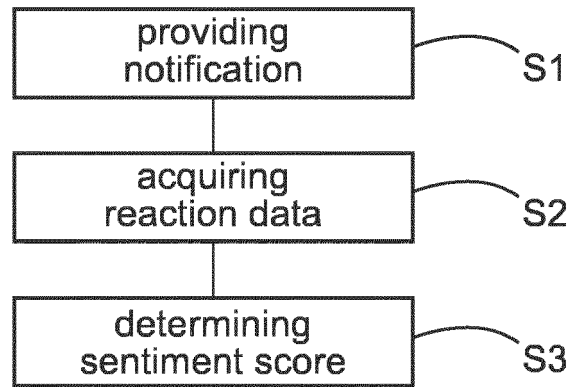 providing
notification
S1
acquiring
reaction data
S2
determining
sentiment score
S3